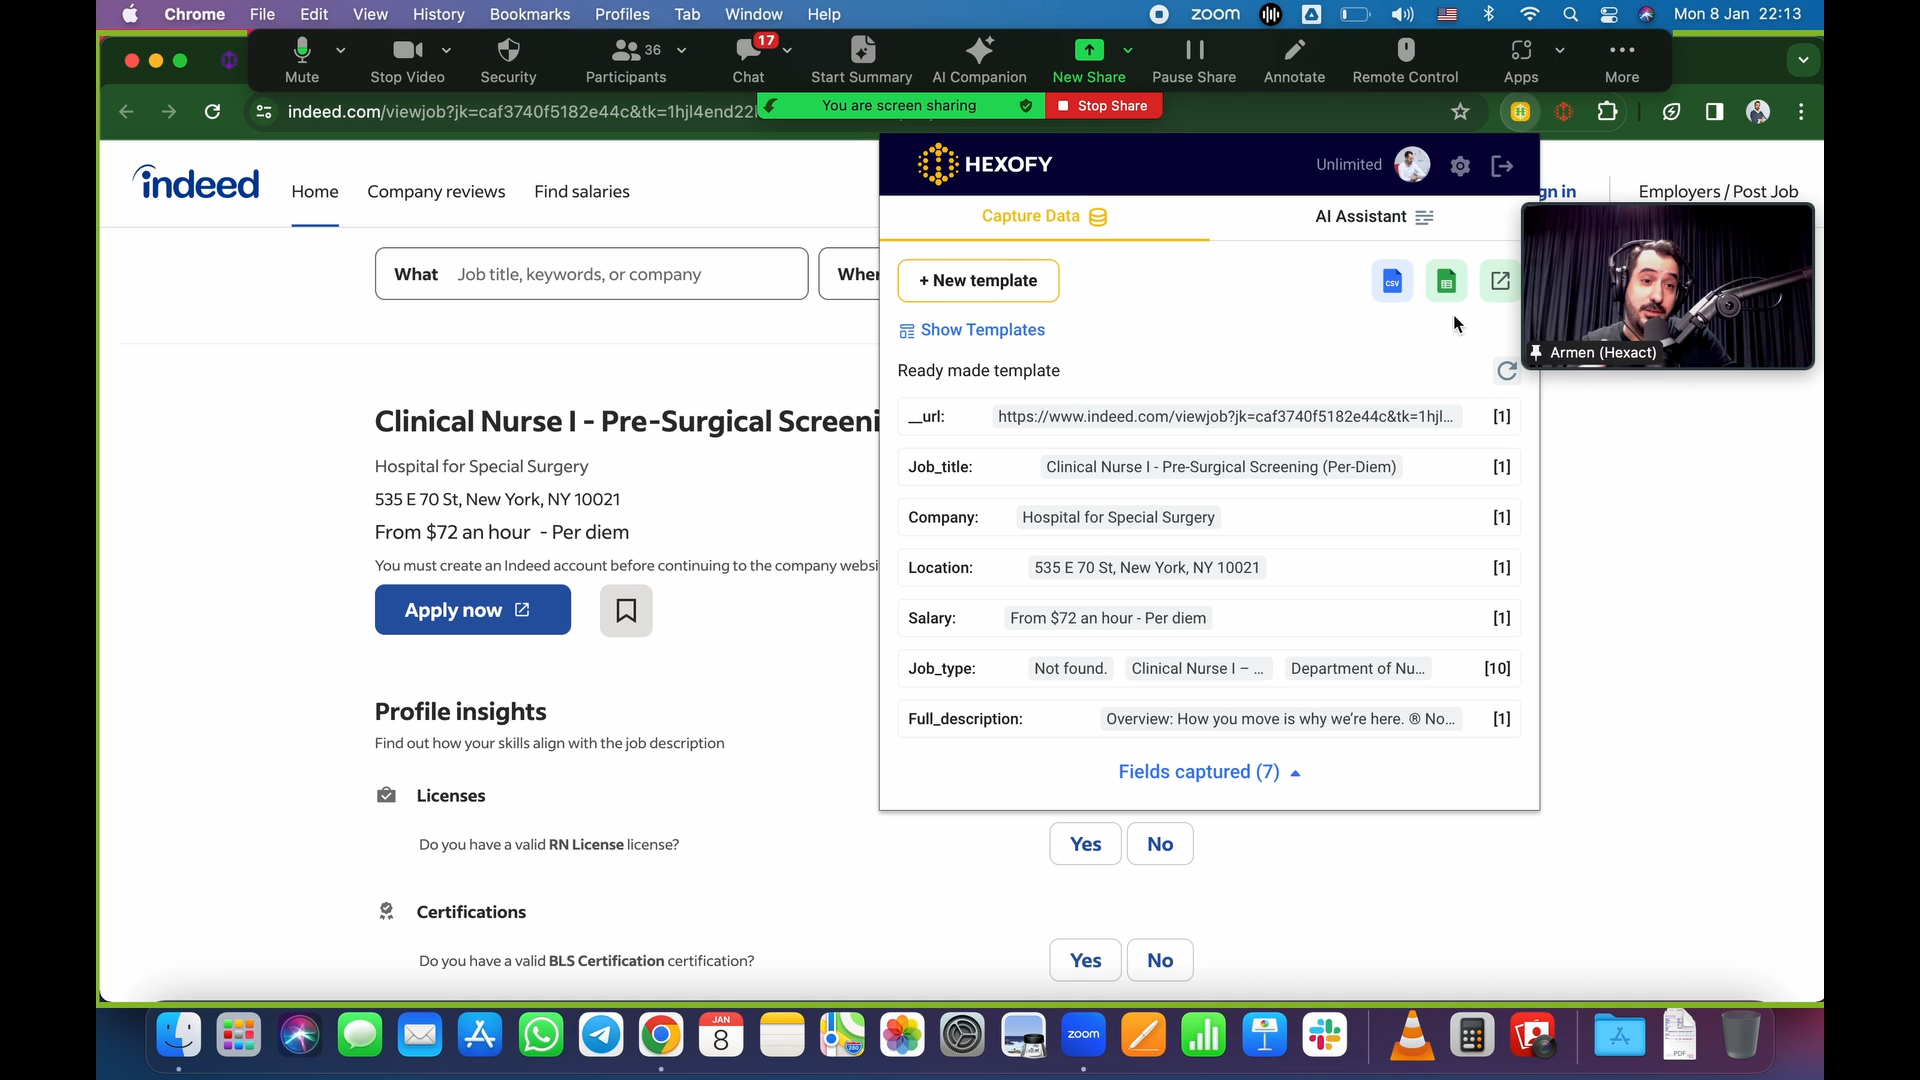 Chrome File Edit View History Bookmarks Profiles Tab Window Help
zoom
Mon 8 Jan 22:13
Mute
Stop Video
Security
36
Participants
17
Chat
Start Summary
AI Companion
New Share
Pause Share
Annotate
Remote Control
Apps
More
You are screen sharing
Stop Share
indeed.com/viewjob?jk=caf3740f5182e44c&tk=1hjl4end22
indeed
Home
Company reviews
Find salaries
gn in
Employers / Post Job
HEXOFY
Unlimited
Capture Data
AI Assistant
What Job title, keywords, or company
Wher
+ New template
CSV
Show Templates
Armen (Hexact)
Ready made template
__url: https://www.indeed.com/viewjob?jk=caf3740f5182e44c&tk=1hjl... [1]
Job_title: Clinical Nurse I - Pre-Surgical Screening (Per-Diem) [1]
Company: Hospital for Special Surgery [1]
Location: 535 E 70 St, New York, NY 10021 [1]
Salary: From $72 an hour - Per diem [1]
Job_type: Not found. Clinical Nurse I – ... Department of Nu... [10]
Full_description: Overview: How you move is why we're here. ® No... [1]
Fields captured (7)
Clinical Nurse I - Pre-Surgical Screeni
Hospital for Special Surgery
535 E 70 St, New York, NY 10021
From $72 an hour - Per diem
You must create an Indeed account before continuing to the company websi
Apply now
Profile insights
Find out how your skills align with the job description
Licenses
Do you have a valid RN License license?
Yes
No
Certifications
Do you have a valid BLS Certification certification?
Yes
No
JAN
8
zoom
PDF